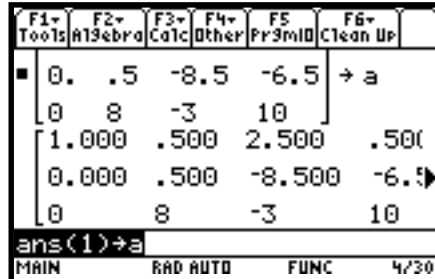 F1▾ F2▾ F3▾ F4▾ F5 F6▾
Tools Algebra Calc Other PrgmIO Clean Up
0. .5 -8.5 -6.5 → a
0 8 -3 10
1.000 .500 2.500 .500
0.000 .500 -8.500 -6.5
0 8 -3 10
ans(1)→a
MAIN RAD AUTO FUNC 4/30